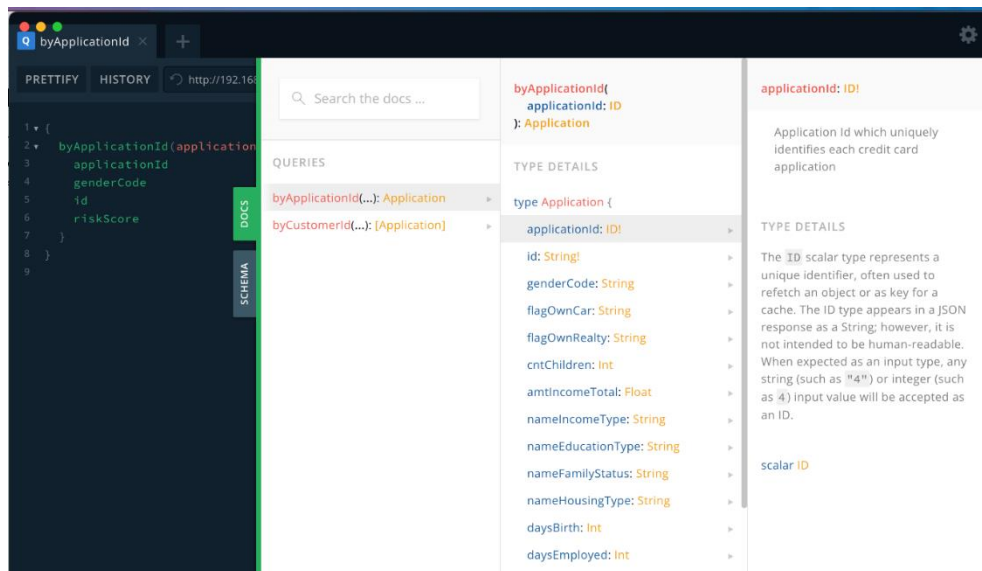 Q byApplicationId × +
PRETTIFY HISTORY http://192.168
1 {
2 byApplicationId(application
3 applicationId
4 genderCode
5 id
6 riskScore
7 }
8 }
9
DOCS
SCHEMA
Search the docs ...
QUERIES
byApplicationId(...): Application
byCustomerId(...): [Application]
byApplicationId(
applicationId: ID
): Application
TYPE DETAILS
type Application {
applicationId: ID!
id: String!
genderCode: String
flagOwnCar: String
flagOwnRealty: String
cntChildren: Int
amtIncomeTotal: Float
nameIncomeType: String
nameEducationType: String
nameFamilyStatus: String
nameHousingType: String
daysBirth: Int
daysEmployed: Int
applicationId: ID!
Application Id which uniquely
identifies each credit card
application
TYPE DETAILS
The ID scalar type represents a
unique identifier, often used to
refetch an object or as key for a
cache. The ID type appears in a JSON
response as a String; however, it is
not intended to be human-readable.
When expected as an input type, any
string (such as "4") or integer (such
as 4) input value will be accepted as
an ID.
scalar ID